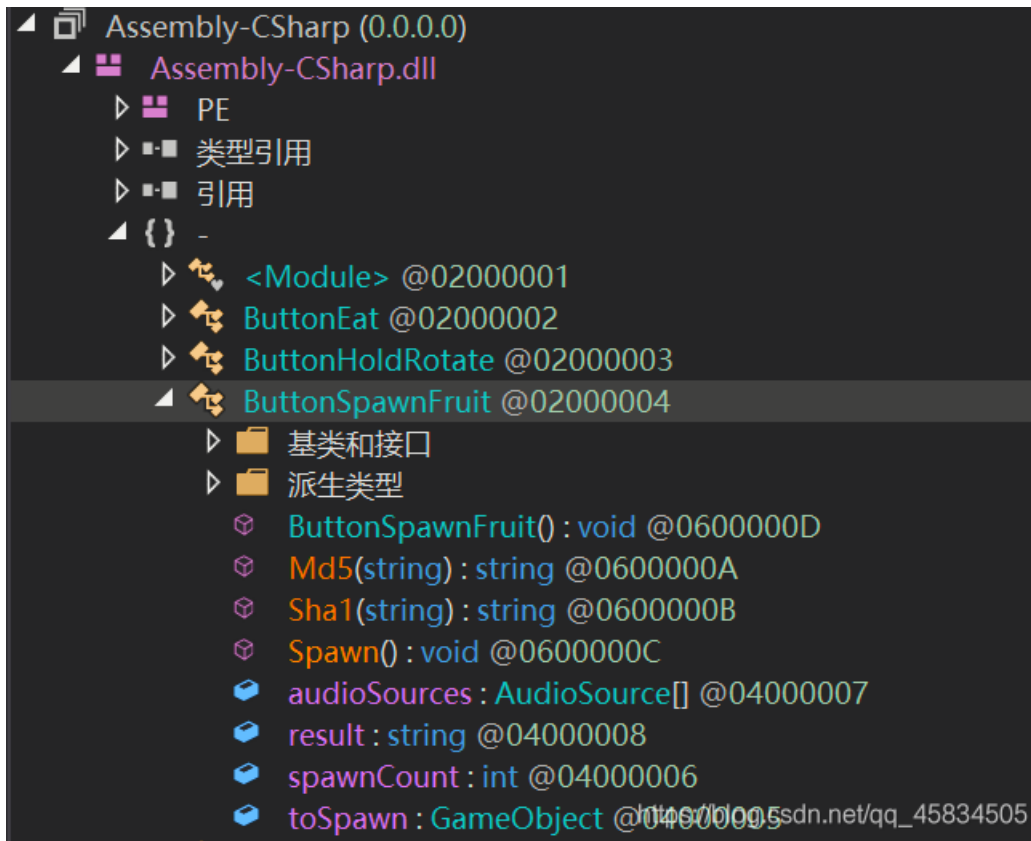 Assembly-CSharp (0.0.0.0)
Assembly-CSharp.dll
PE
类型引用
引用
{ } -
<Module> @02000001
ButtonEat @02000002
ButtonHoldRotate @02000003
ButtonSpawnFruit @02000004
基类和接口
派生类型
ButtonSpawnFruit() : void @0600000D
Md5(string) : string @0600000A
Sha1(string) : string @0600000B
Spawn() : void @0600000C
audioSources : AudioSource[] @04000007
result : string @04000008
spawnCount : int @04000006
toSpawn : GameObject @04000005
https://blog.csdn.net/qq_45834505